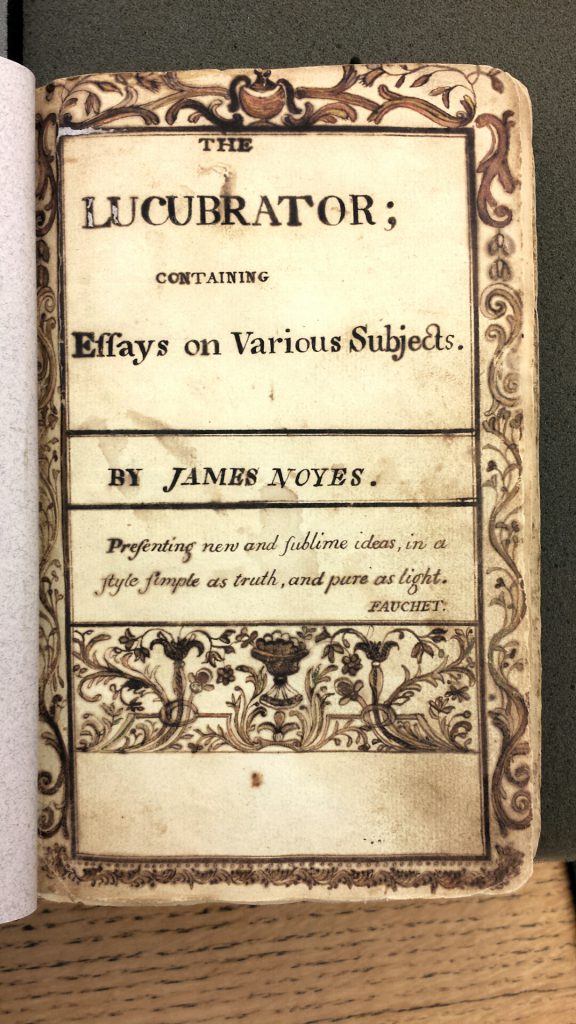 THE
LUCUBRATOR;
CONTAINING
Eſſays on Various Subjects.
BY JAMES NOYES.
Preſenting new and ſublime ideas, in a
ſtyle ſimple as truth, and pure as light.
FAUCHET.